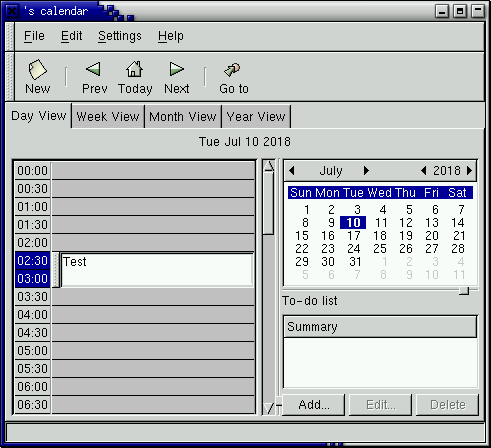 's calendar
File Edit Settings Help
New Prev Today Next Go to
Day View Week View Month View Year View
Tue Jul 10 2018
00:00
00:30
01:00
01:30
02:00
02:30 Test
03:00
03:30
04:00
04:30
05:00
05:30
06:00
06:30
July 2018
Sun Mon Tue Wed Thu Fri Sat
1 2 3 4 5 6 7
8 9 10 11 12 13 14
15 16 17 18 19 20 21
22 23 24 25 26 27 28
29 30 31 1 2 3 4
5 6 7 8 9 10 11
To-do list
Summary
Add... Edit... Delete